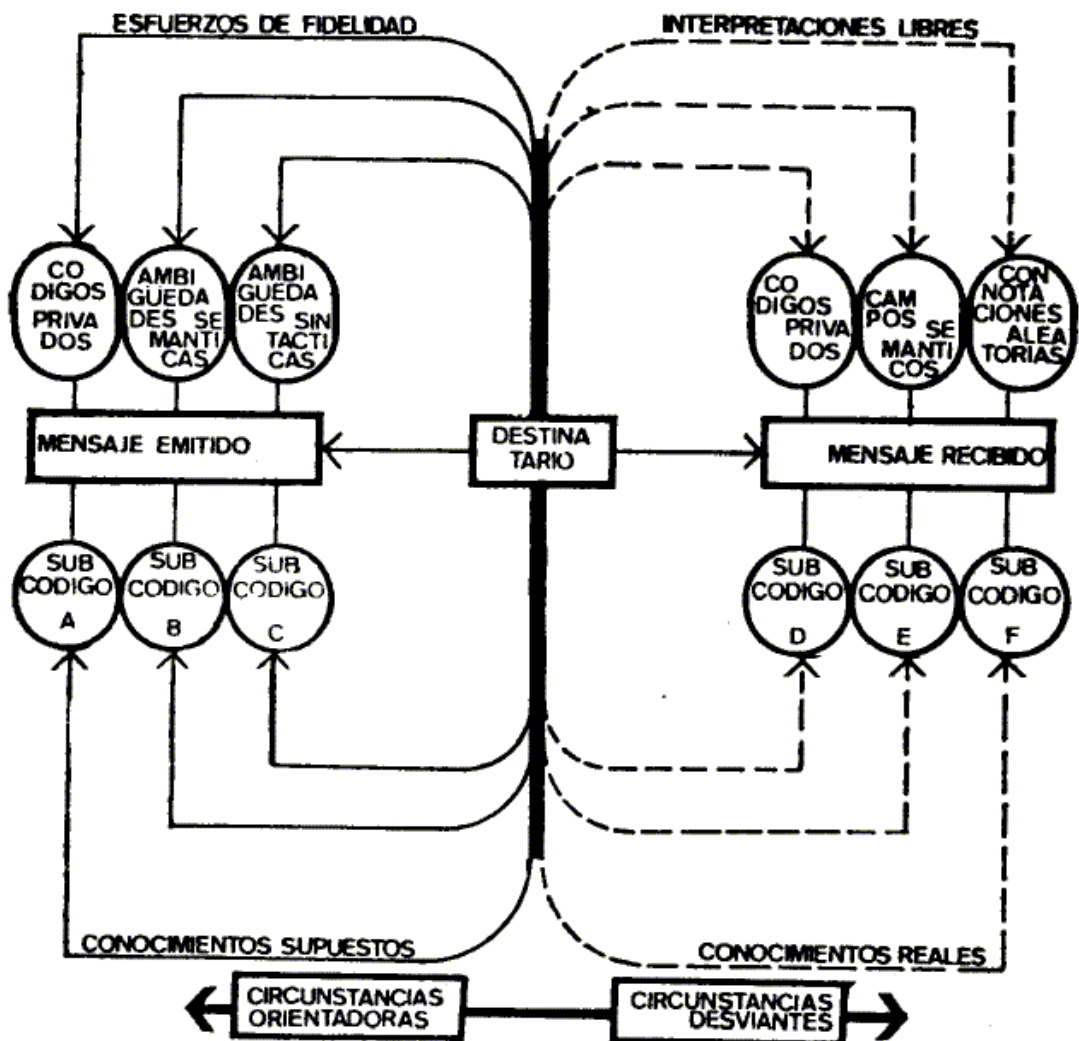 ESFUERZOS DE FIDELIDAD
INTERPRETACIONES LIBRES
CO
DIGOS
PRIVA
DOS
AMBI
GÜEDA
DES SE
MANTI
CAS
AMBI
GUEDA
DES SIN
TACTI
CAS
CO
DIGOS
PRIVA
DOS
CAM
POS SE
MANTI
COS
CON
NOTA
CIONES
ALEA
TORIAS
MENSAJE EMITIDO
DESTINA
TARIO
MENSAJE RECIBIDO
SUB
CODIGO
A
SUB
CODIGO
B
SUB
CODIGO
C
SUB
CODIGO
D
SUB
CODIGO
E
SUB
CODIGO
F
CONOCIMIENTOS SUPUESTOS
CONOCIMIENTOS REALES
CIRCUNSTANCIAS
ORIENTADORAS
CIRCUNSTANCIAS
DESVIANTES